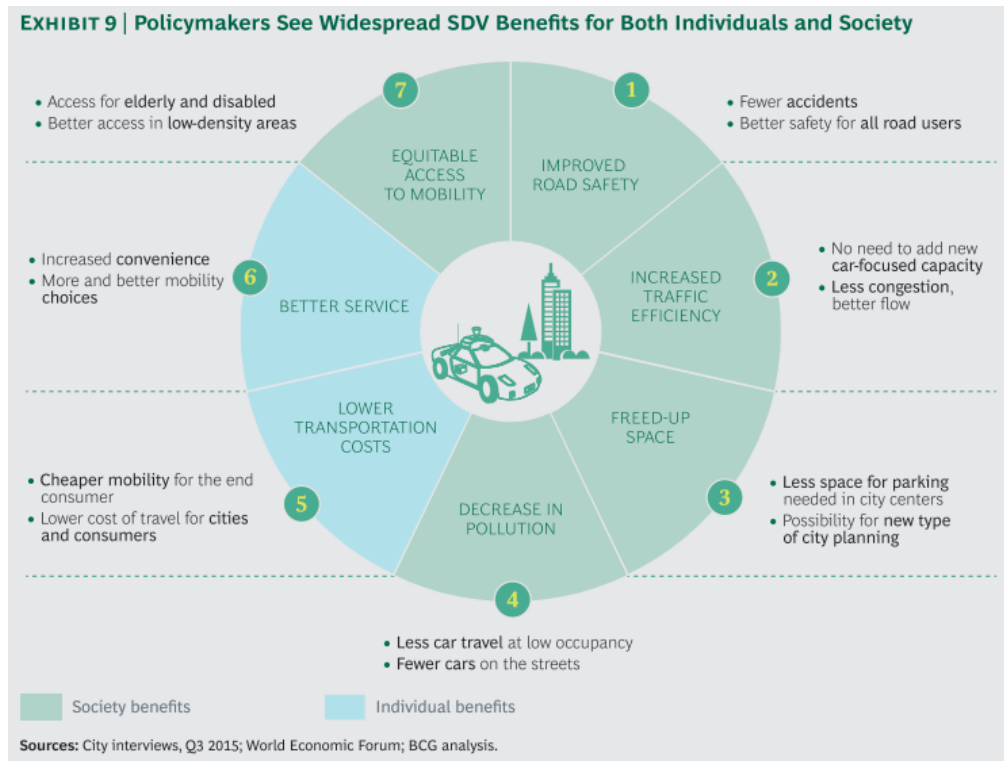 EXHIBIT 9 | Policymakers See Widespread SDV Benefits for Both Individuals and Society
7
• Access for elderly and disabled
• Better access in low-density areas
EQUITABLE
ACCESS
TO MOBILITY
1
IMPROVED
ROAD SAFETY
• Fewer accidents
• Better safety for all road users
6
• Increased convenience
• More and better mobility
choices
BETTER SERVICE
2
INCREASED
TRAFFIC
EFFICIENCY
• No need to add new
car-focused capacity
• Less congestion,
better flow
5
LOWER
TRANSPORTATION
COSTS
• Cheaper mobility for the end
consumer
• Lower cost of travel for cities
and consumers
3
FREED-UP
SPACE
• Less space for parking
needed in city centers
• Possibility for new type
of city planning
DECREASE IN
POLLUTION
4
• Less car travel at low occupancy
• Fewer cars on the streets
Society benefits
Individual benefits
Sources: City interviews, Q3 2015; World Economic Forum; BCG analysis.